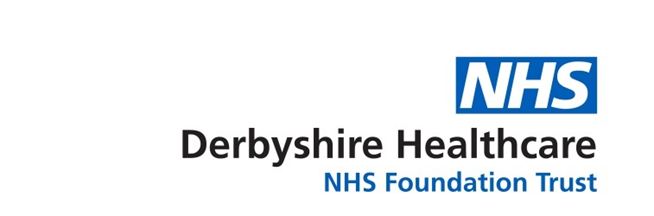 NHS
Derbyshire Healthcare
NHS Foundation Trust